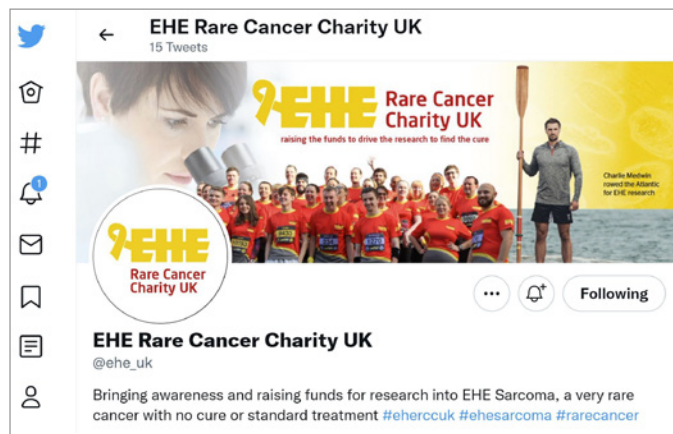 EHE Rare Cancer Charity UK
15 Tweets
EHE Rare Cancer
Charity UK
raising the funds to drive the research to find the cure
Charlie Medwin
rowed the Atlantic
for EHE research
1
EHE
Rare Cancer
Charity UK
Following
EHE Rare Cancer Charity UK
@ehe_uk
Bringing awareness and raising funds for research into EHE Sarcoma, a very rare
cancer with no cure or standard treatment #eherccuk #ehesarcoma #rarecancer